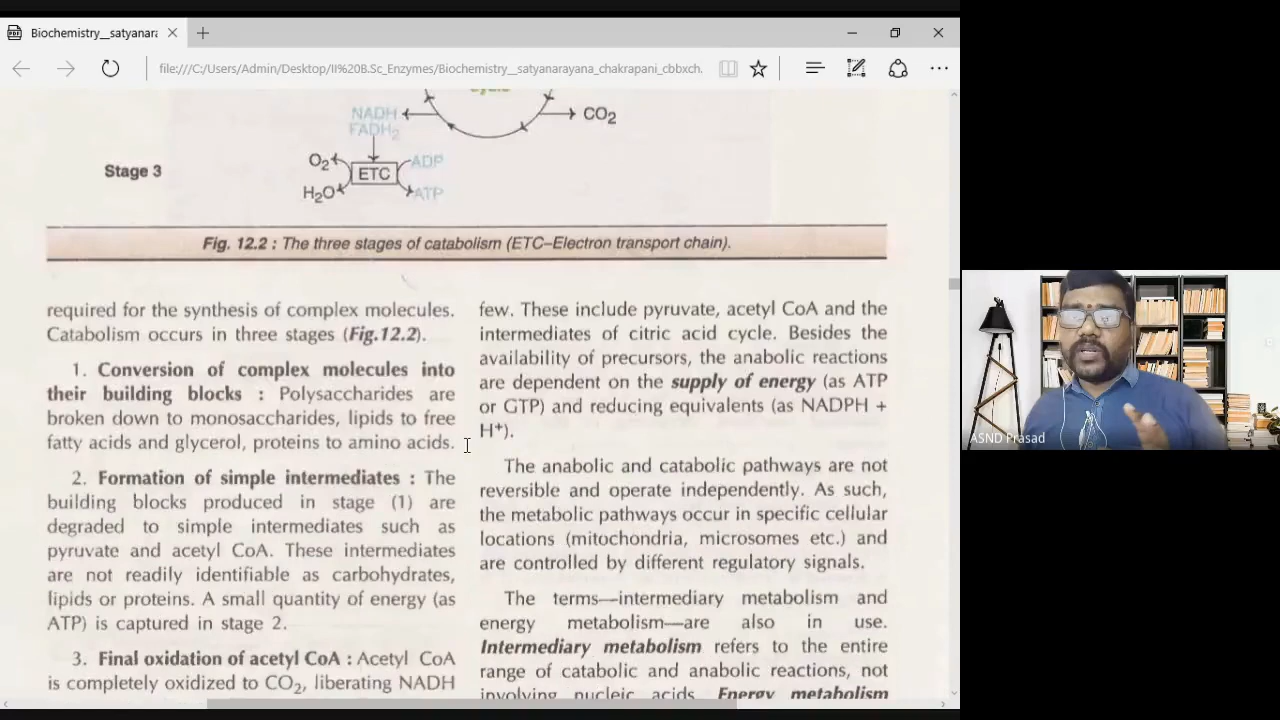 Biochemistry__satyanara
file:///C:/Users/Admin/Desktop/II%20B.Sc_Enzymes/Biochemistry__satyanarayana_chakrapani_cbbxch.
cycle
NADH
CO2
FADH2
Stage 3
O2
ADP
ETC
H2O
ATP
Fig. 12.2 : The three stages of catabolism (ETC–Electron transport chain).
required for the synthesis of complex molecules.
Catabolism occurs in three stages (Fig.12.2).
1. Conversion of complex molecules into
their building blocks : Polysaccharides are
broken down to monosaccharides, lipids to free
fatty acids and glycerol, proteins to amino acids.
2. Formation of simple intermediates : The
building blocks produced in stage (1) are
degraded to simple intermediates such as
pyruvate and acetyl CoA. These intermediates
are not readily identifiable as carbohydrates,
lipids or proteins. A small quantity of energy (as
ATP) is captured in stage 2.
3. Final oxidation of acetyl CoA : Acetyl CoA
is completely oxidized to CO2, liberating NADH
few. These include pyruvate, acetyl CoA and the
intermediates of citric acid cycle. Besides the
availability of precursors, the anabolic reactions
are dependent on the supply of energy (as ATP
or GTP) and reducing equivalents (as NADPH +
H+).
The anabolic and catabolic pathways are not
reversible and operate independently. As such,
the metabolic pathways occur in specific cellular
locations (mitochondria, microsomes etc.) and
are controlled by different regulatory signals.
The terms—intermediary metabolism and
energy metabolism—are also in use.
Intermediary metabolism refers to the entire
range of catabolic and anabolic reactions, not
involving nucleic acids. Energy metabolism
ASND Prasad